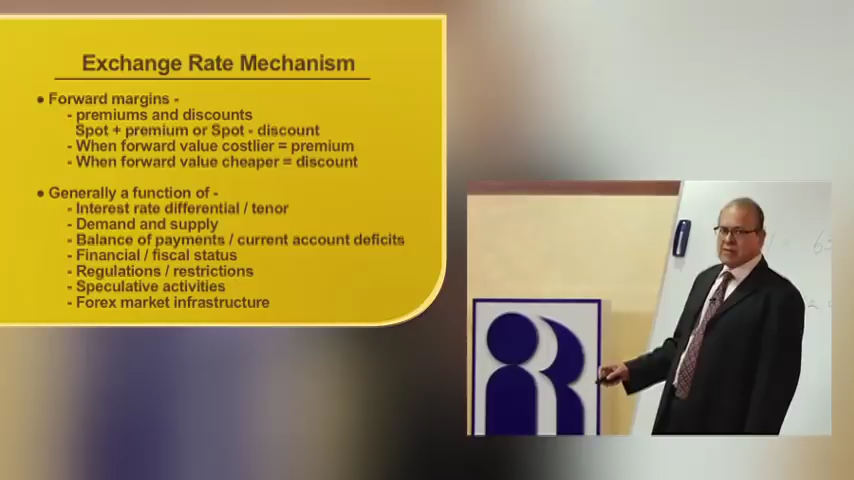 Exchange Rate Mechanism
● Forward margins -
- premiums and discounts
Spot + premium or Spot - discount
- When forward value costlier = premium
- When forward value cheaper = discount
● Generally a function of -
- Interest rate differential / tenor
- Demand and supply
- Balance of payments / current account deficits
- Financial / fiscal status
- Regulations / restrictions
- Speculative activities
- Forex market infrastructure